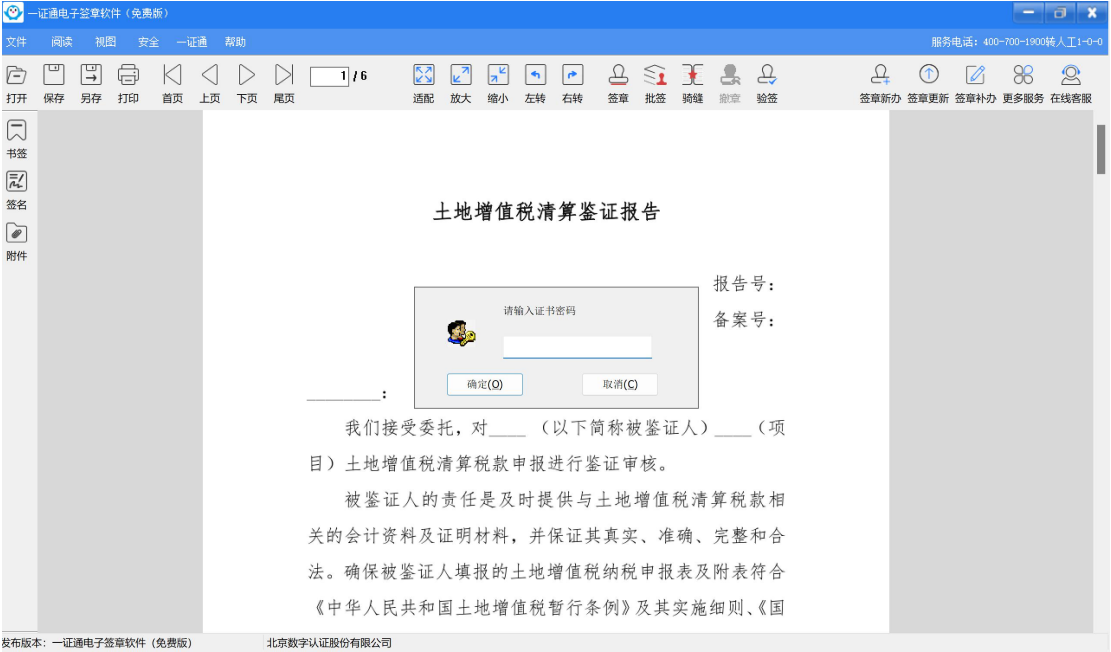 一证通电子签章软件（免费版）
文件 阅读 视图 安全 一证通 帮助 服务电话：400-700-1900转人工1-0-0
打开 保存 另存 打印 首页 上页 下页 尾页 1 / 6 适配 放大 缩小 左转 右转 签章 批签 骑缝 撤章 验签 签章新办 签章更新 签章补办 更多服务 在线客服
书签
签名
附件
土地增值税清算鉴证报告
报告号：
备案号：
请输入证书密码
确定(O) 取消(C)
________：
我们接受委托，对____（以下简称被鉴证人）____（项
目）土地增值税清算税款申报进行鉴证审核。
被鉴证人的责任是及时提供与土地增值税清算税款相
关的会计资料及证明材料，并保证其真实、准确、完整和合
法。确保被鉴证人填报的土地增值税纳税申报表及附表符合
《中华人民共和国土地增值税暂行条例》及其实施细则、《国
发布版本：一证通电子签章软件（免费版） 北京数字认证股份有限公司